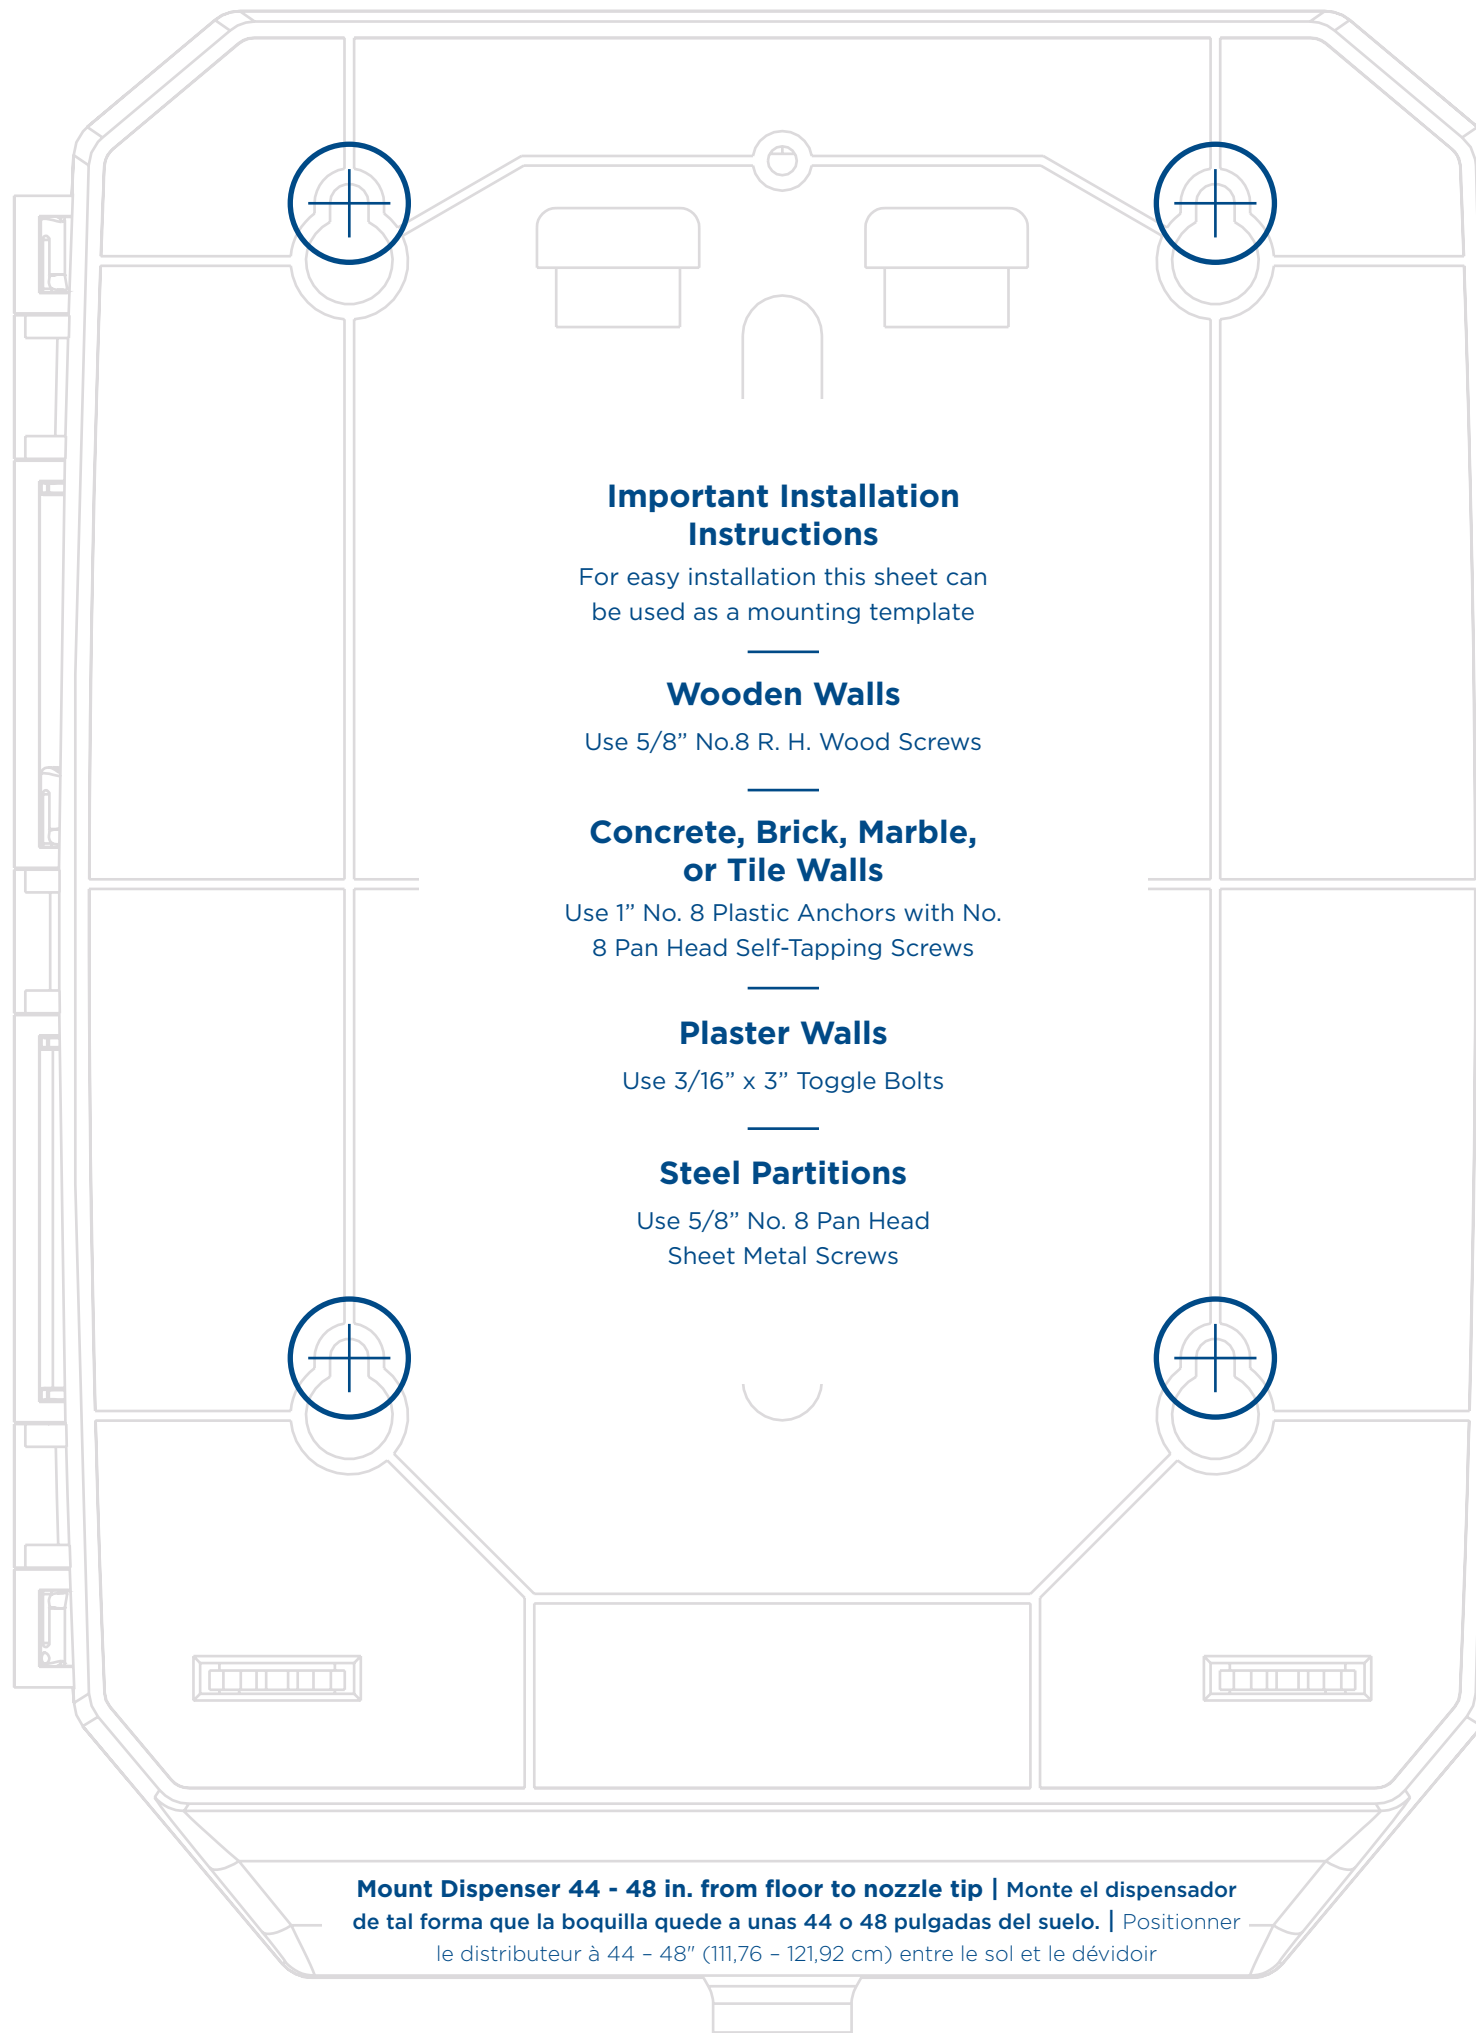 Important Installation
Instructions
For easy installation this sheet can
be used as a mounting template
Wooden Walls
Use 5/8” No.8 R. H. Wood Screws
Concrete, Brick, Marble,
or Tile Walls
Use 1” No. 8 Plastic Anchors with No.
8 Pan Head Self-Tapping Screws
Plaster Walls
Use 3/16” x 3” Toggle Bolts
Steel Partitions
Use 5/8” No. 8 Pan Head
Sheet Metal Screws
Mount Dispenser 44 - 48 in. from floor to nozzle tip | Monte el dispensador
de tal forma que la boquilla quede a unas 44 o 48 pulgadas del suelo. | Positionner
le distributeur à 44 – 48" (111,76 – 121,92 cm) entre le sol et le dévidoir